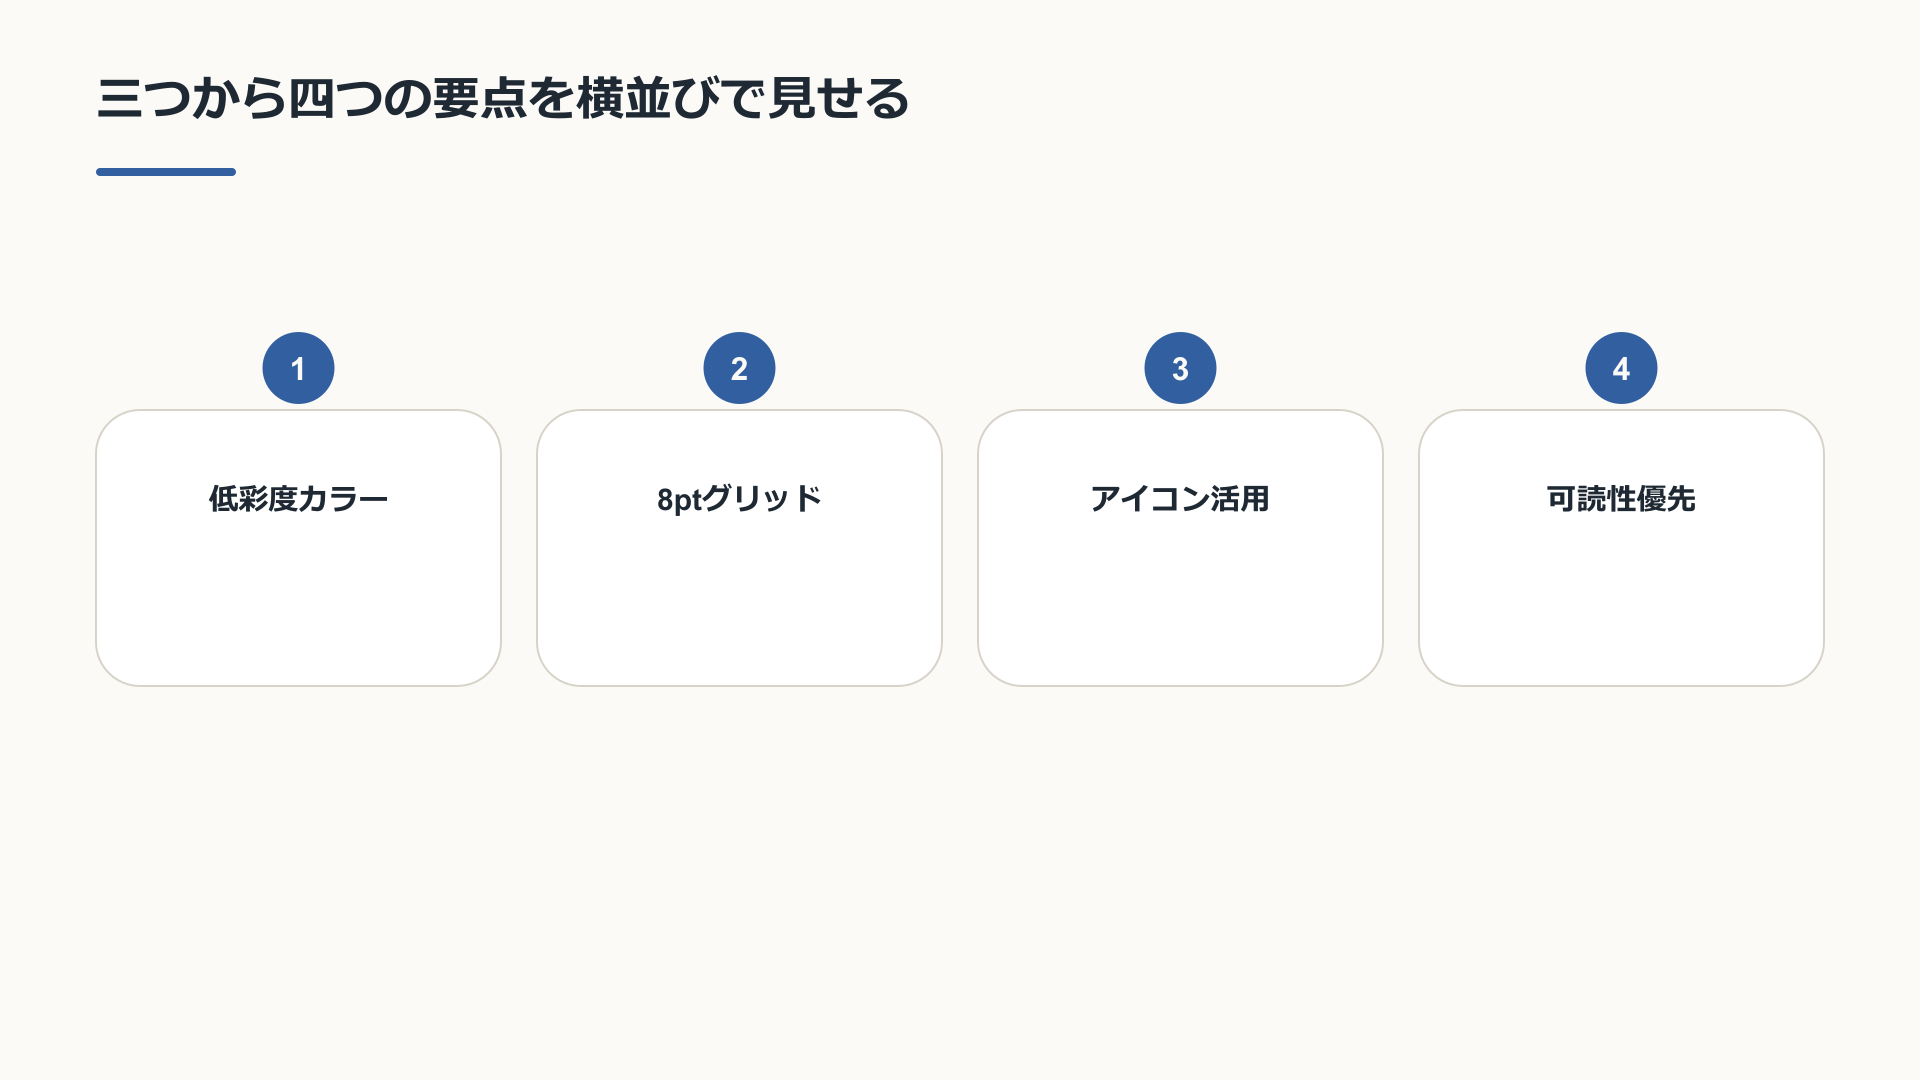 三つから四つの要点を横並びで見せる
1
2
3
4
低彩度カラー
8ptグリッド
アイコン活用
可読性優先